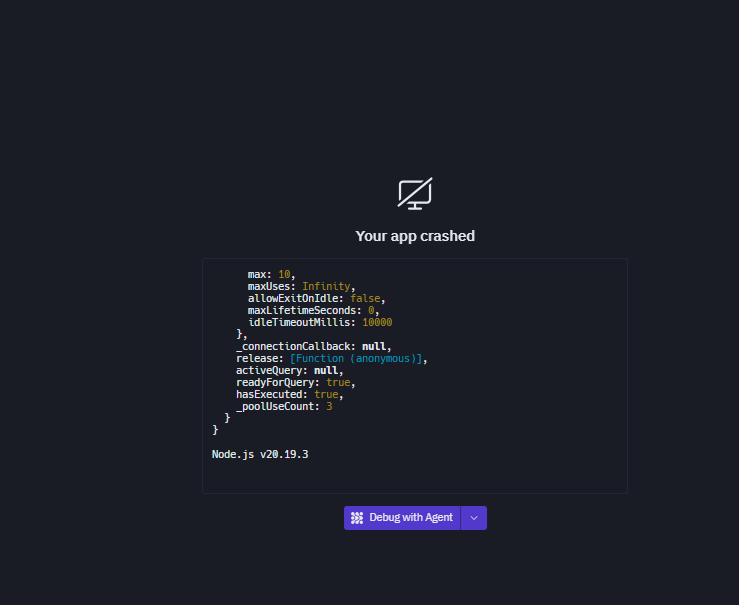 Your app crashed
max: 10,
maxUses: Infinity,
allowExitOnIdle: false,
maxLifetimeSeconds: 0,
idleTimeoutMillis: 10000
},
_connectionCallback: null,
release: [Function (anonymous)],
activeQuery: null,
readyForQuery: true,
hasExecuted: true,
_poolUseCount: 3
}
}
Node.js v20.19.3
Debug with Agent